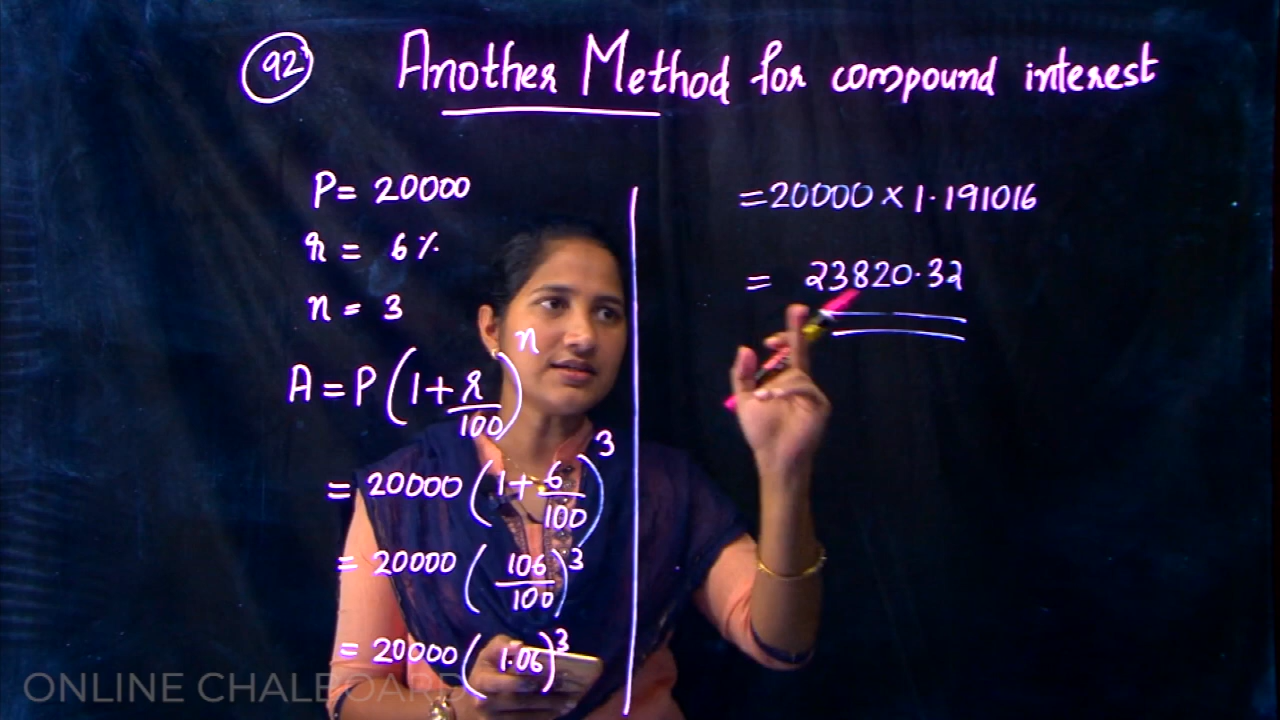 92
Another Method for compound interest
P = 20000
r = 6%
n = 3
A = P(1 + r/100)^n
= 20000 (1 + 6/100)^3
= 20000 (106/100)^3
= 20000 (1.06)^3
= 20000 × 1.191016
= 23820.32
ONLINE CHALBOARD